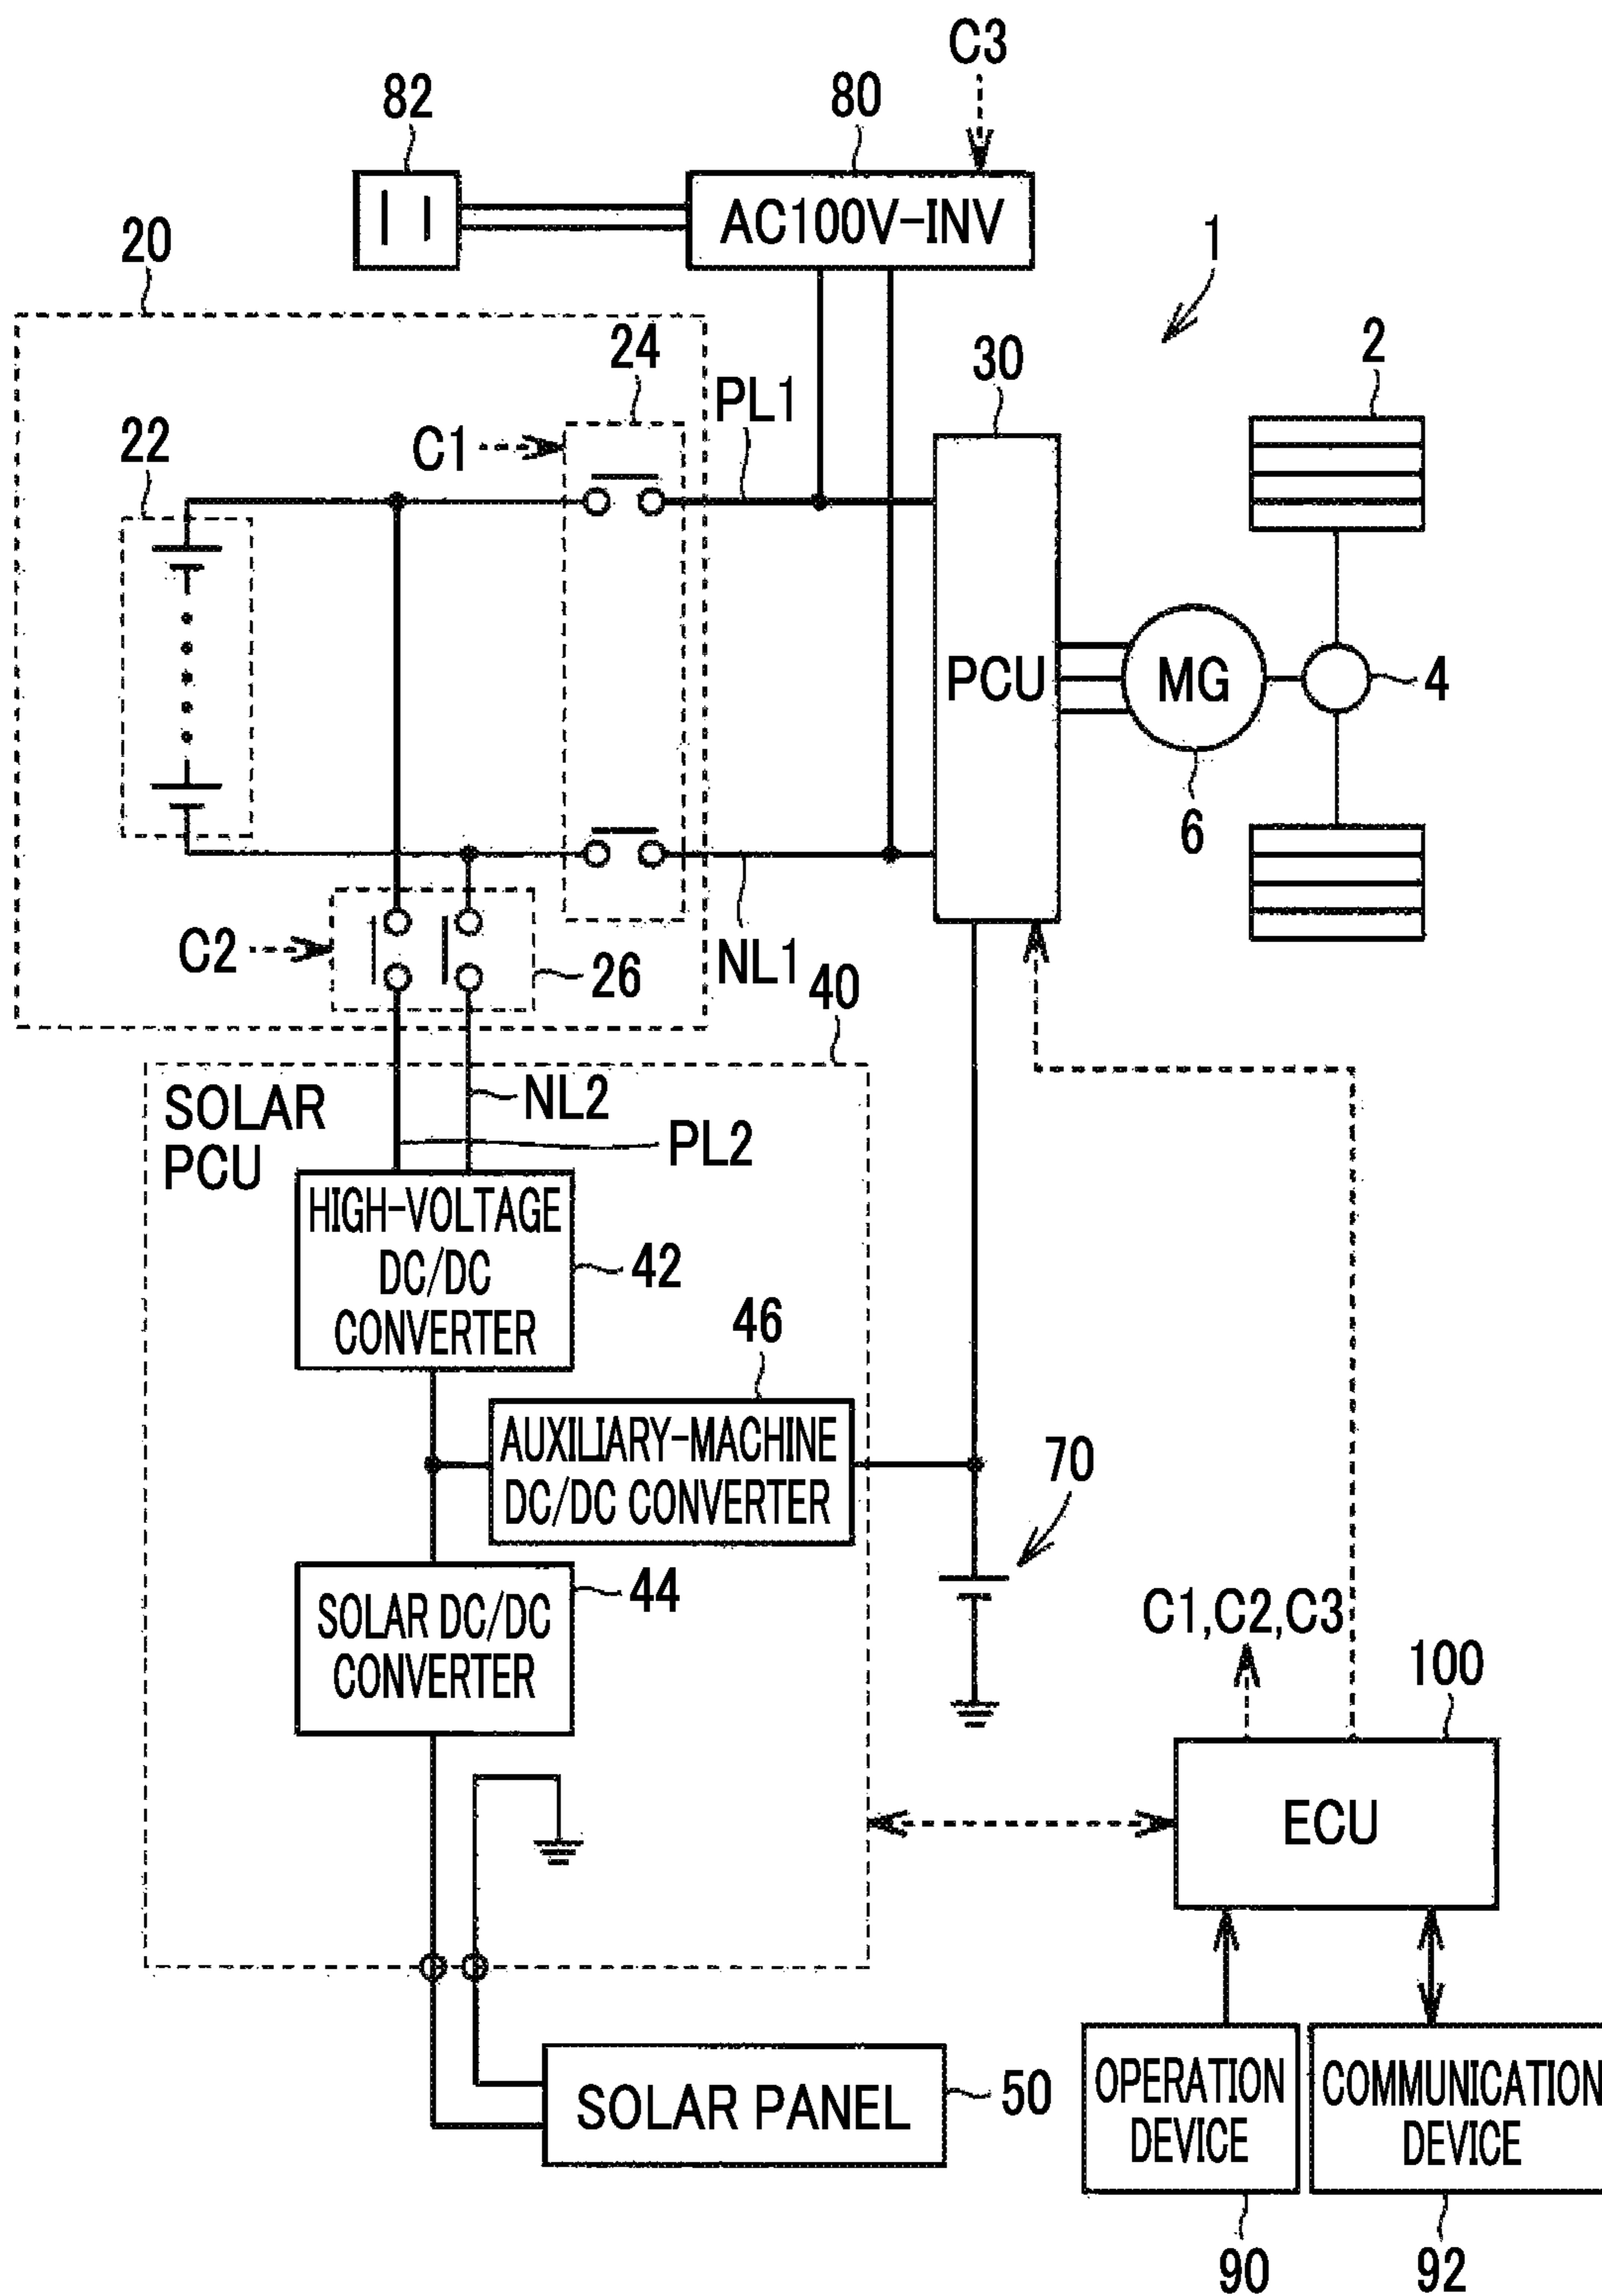 C3
82
80
AC100V-INV
1
20
24
30
2
PL1
22
C1
PCU
MG
4
6
C2
26
NL1
40
SOLAR
PCU
NL2
PL2
HIGH-VOLTAGE
DC/DC
CONVERTER
42
46
AUXILIARY-MACHINE
DC/DC CONVERTER
70
SOLAR DC/DC
CONVERTER
44
C1,C2,C3
100
ECU
SOLAR PANEL
50
OPERATION
DEVICE
COMMUNICATION
DEVICE
90
92